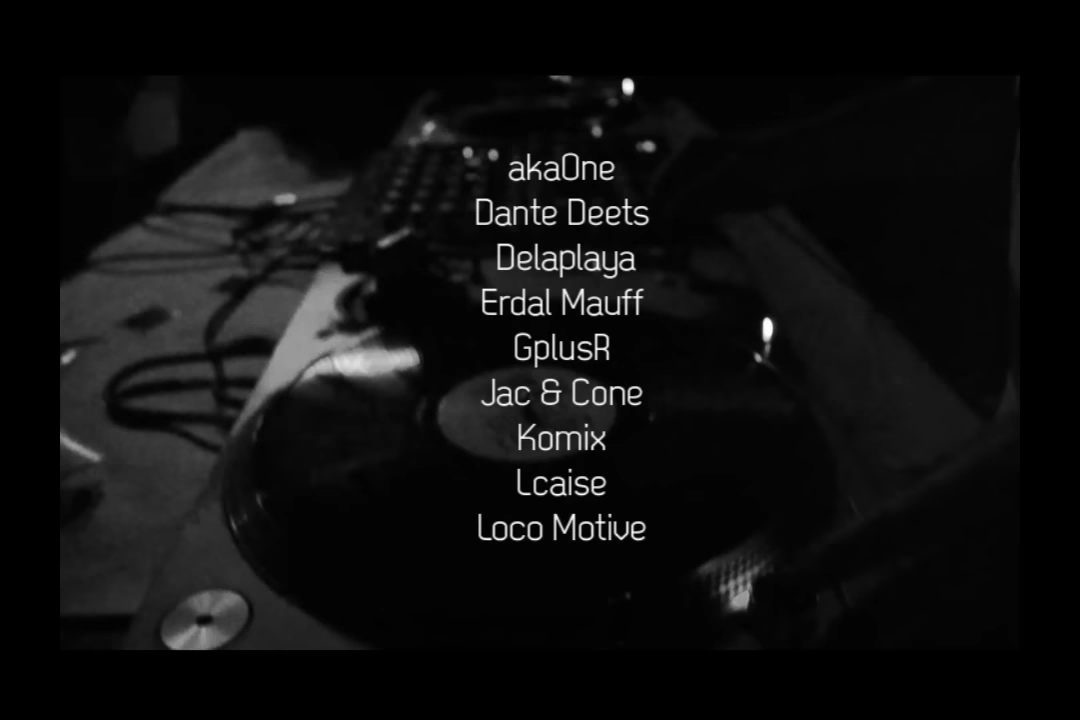 akaOne
Dante Deets
Delaplaya
Erdal Mauff
GplusR
Jac & Cone
Komix
Lcaise
Loco Motive